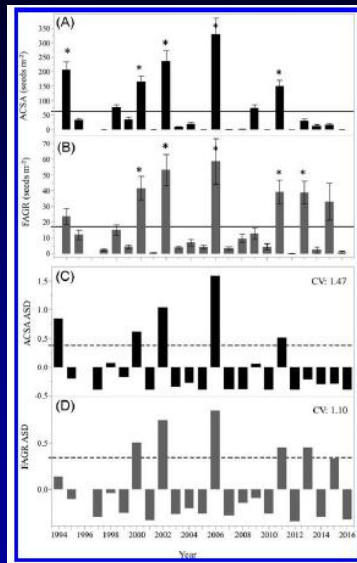 (A)
ACSA (seeds m-2)
350
300
250
200
150
100
50
0
* * * * *
(B)
FAGR (seeds m-2)
70
60
50
40
30
20
10
0
* * * * *
(C)
CV: 1.47
ACSA ASD
1.5
1.0
0.5
0.0
-0.5
(D)
CV: 1.10
FAGR ASD
0.5
0.0
1994 1996 1998 2000 2002 2004 2006 2008 2010 2012 2014 2016
Year